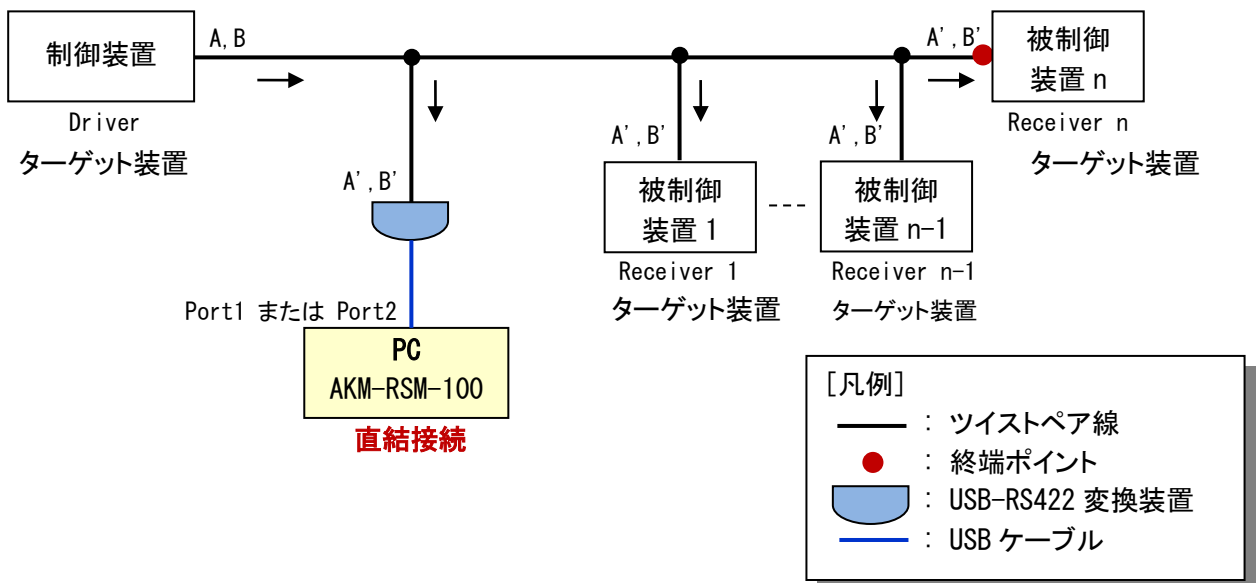 制御装置
A,B
Driver
ターゲット装置
A',B'
Port1 または Port2
PC
AKM-RSM-100
直結接続
A',B'
被制御
装置 1
Receiver 1
ターゲット装置
A',B'
被制御
装置 n-1
Receiver n-1
ターゲット装置
A',B'
被制御
装置 n
Receiver n
ターゲット装置
[凡例]
: ツイストペア線
: 終端ポイント
: USB-RS422 変換装置
: USB ケーブル